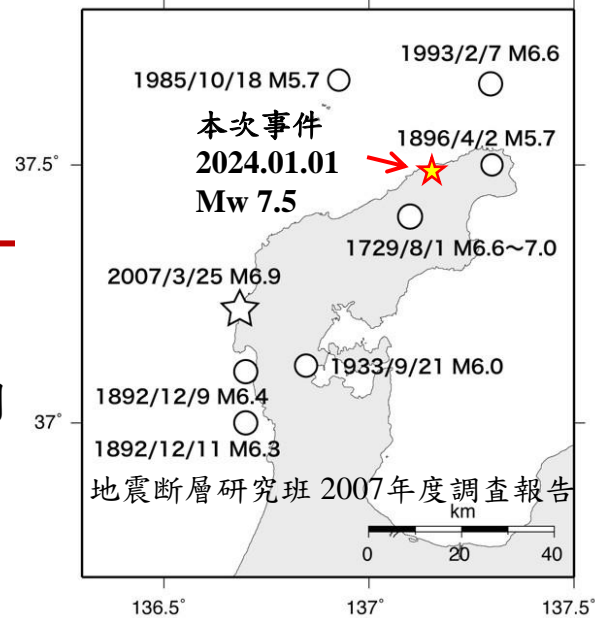 1993/2/7 M6.6
1985/10/18 M5.7
本次事件
2024.01.01
Mw 7.5
1896/4/2 M5.7
37.5°
1729/8/1 M6.6～7.0
2007/3/25 M6.9
1933/9/21 M6.0
1892/12/9 M6.4
37°
1892/12/11 M6.3
地震断層研究班 2007年度調査報告
km
0 20 40
136.5° 137° 137.5°